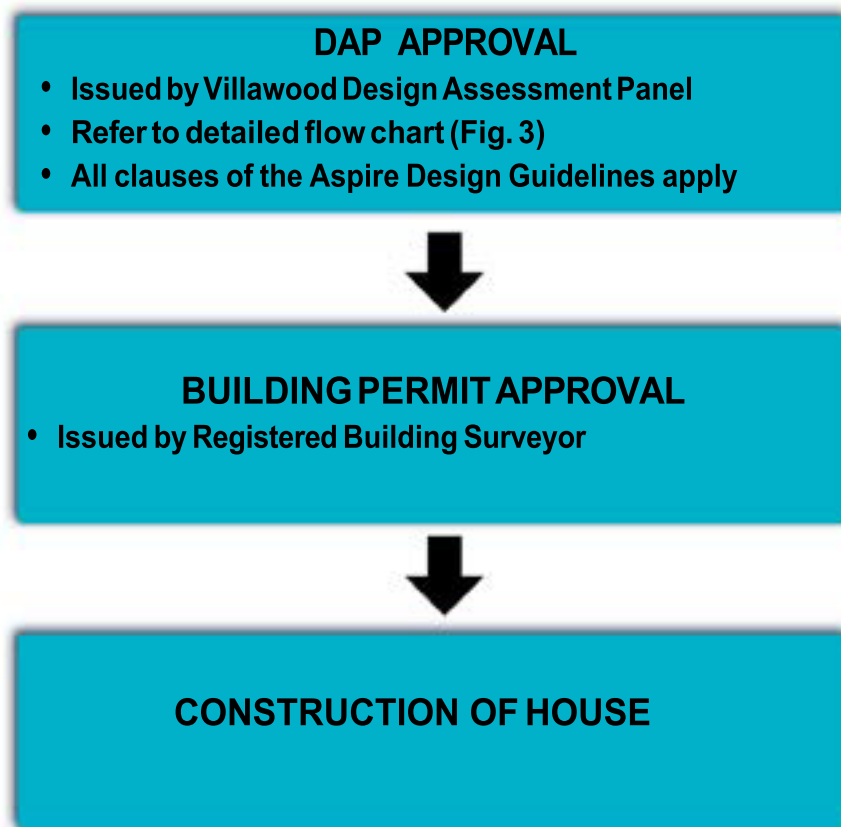 DAP APPROVAL
• Issued by Villawood Design Assessment Panel
• Refer to detailed flow chart (Fig. 3)
• All clauses of the Aspire Design Guidelines apply
BUILDING PERMIT APPROVAL
• Issued by Registered Building Surveyor
CONSTRUCTION OF HOUSE